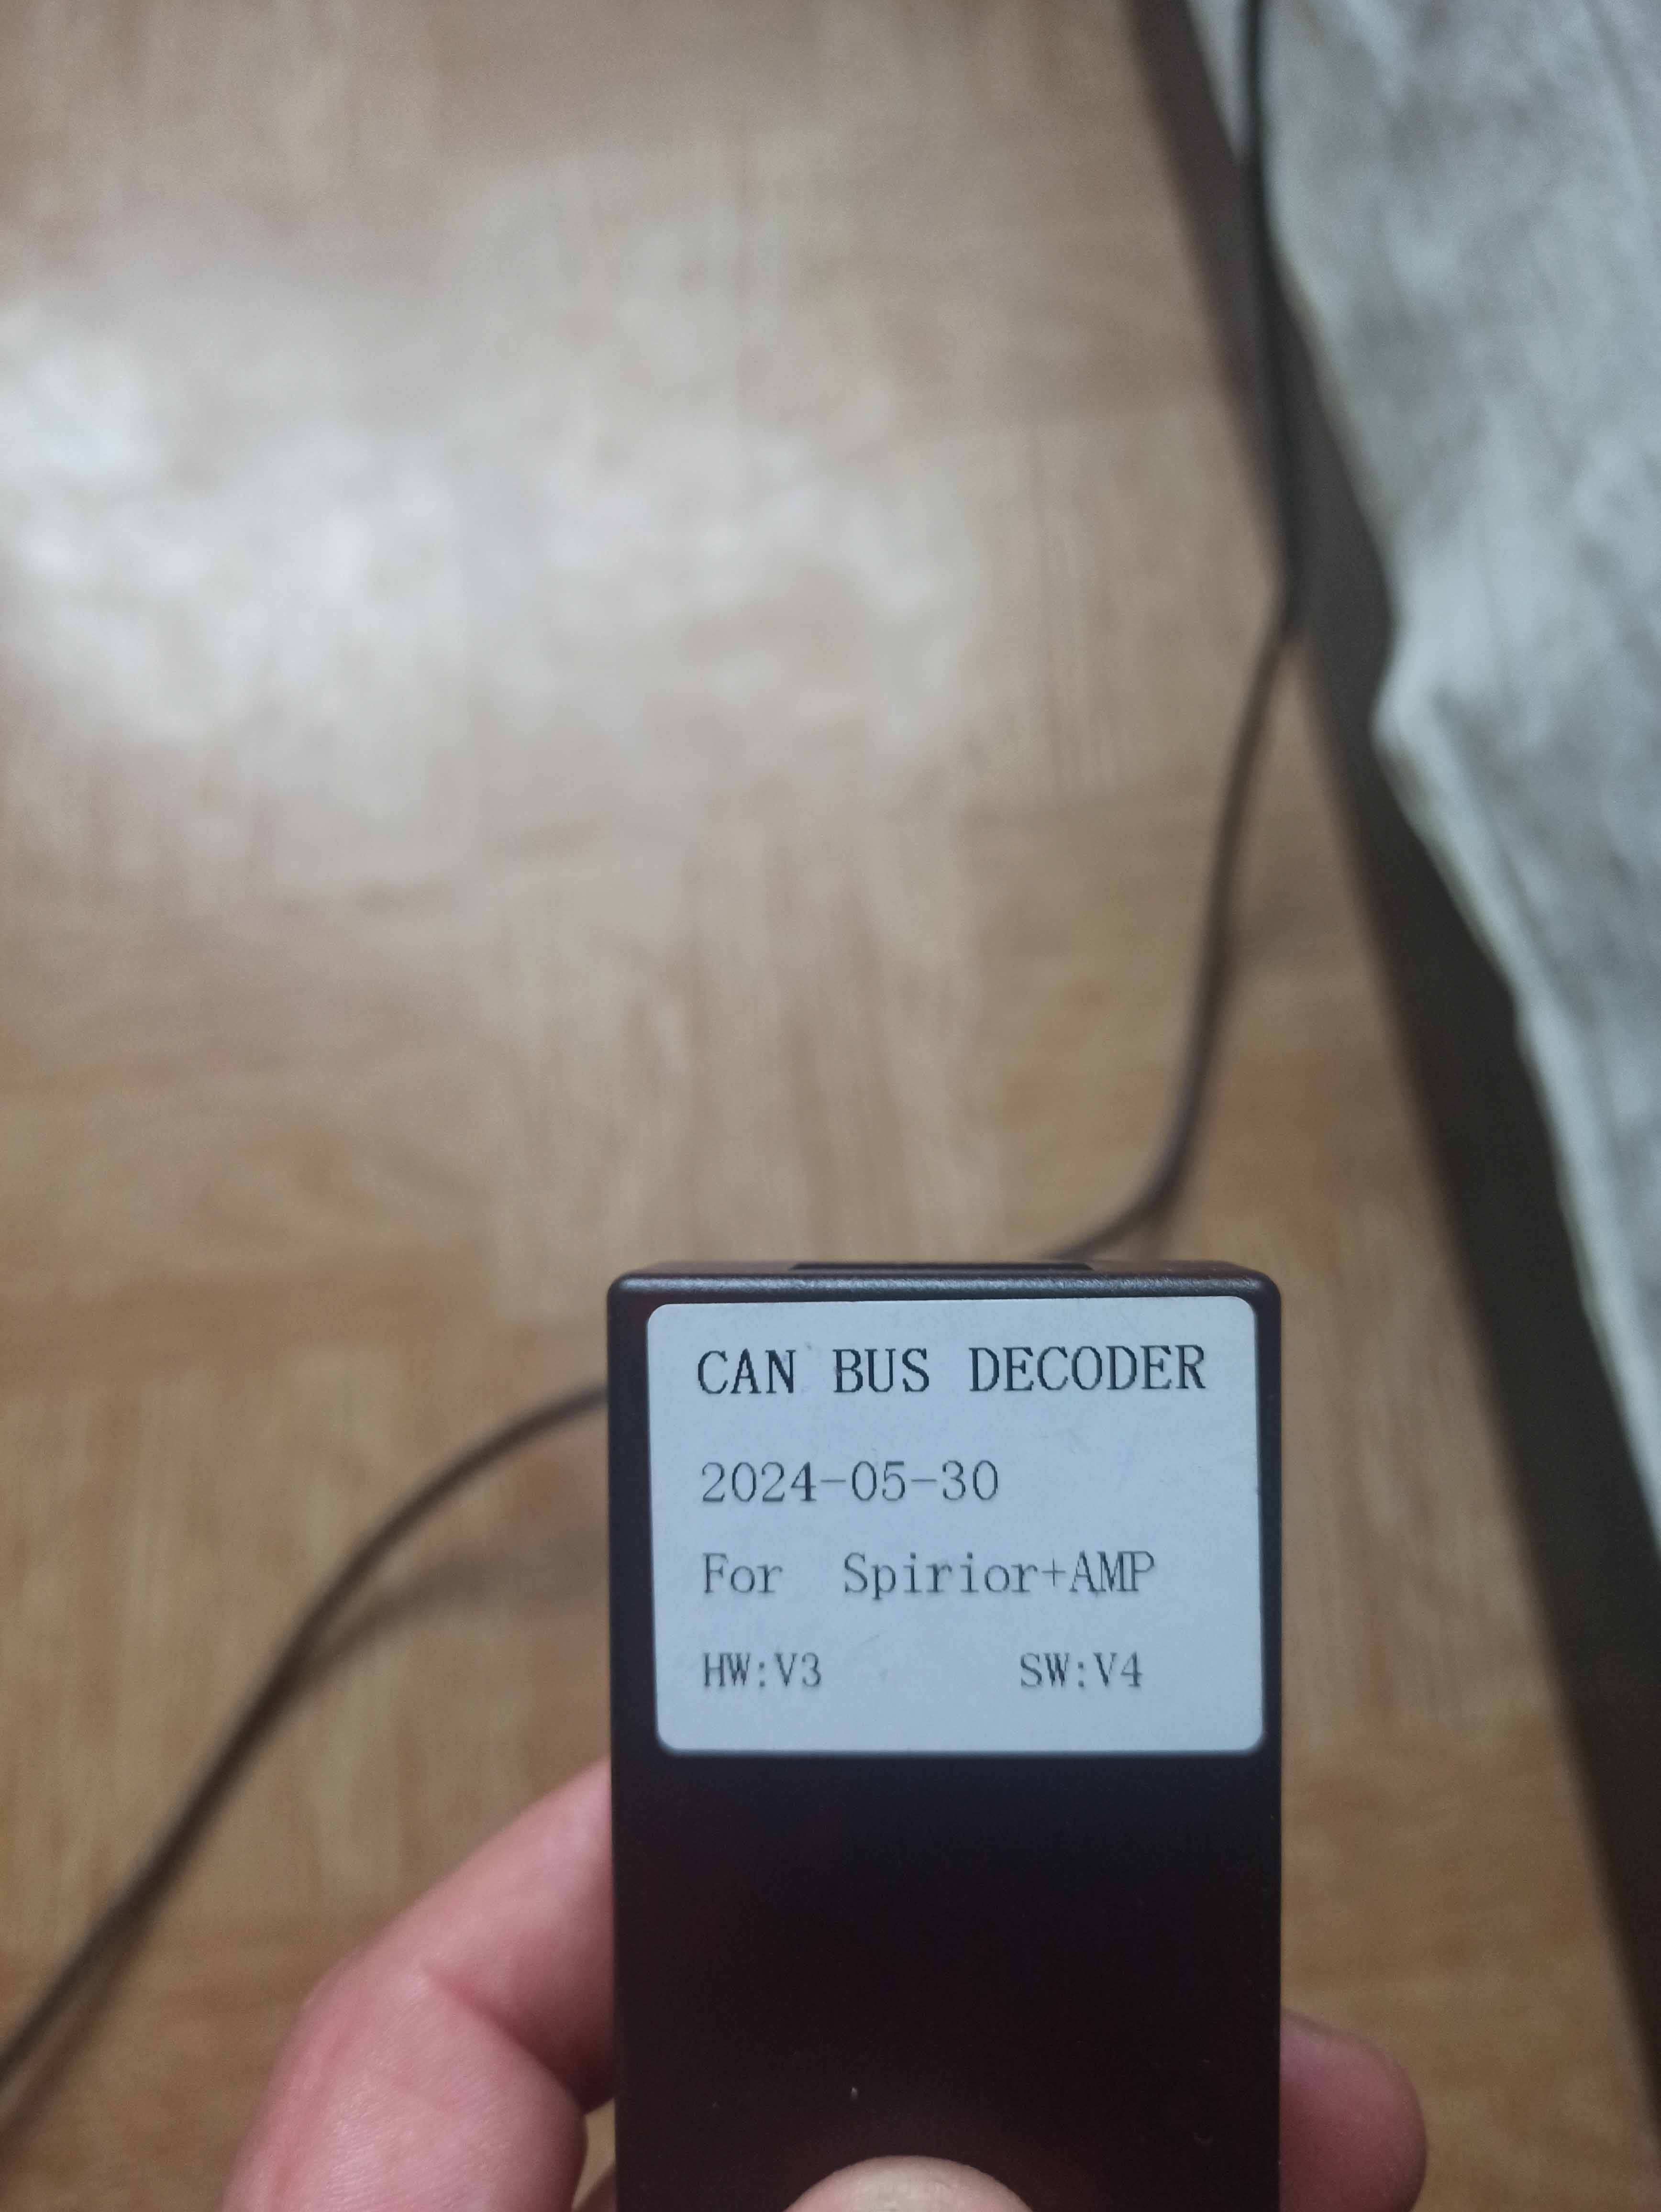 CAN BUS DECODER
2024-05-30
For Spirior+AMP
HW:V3 SW:V4